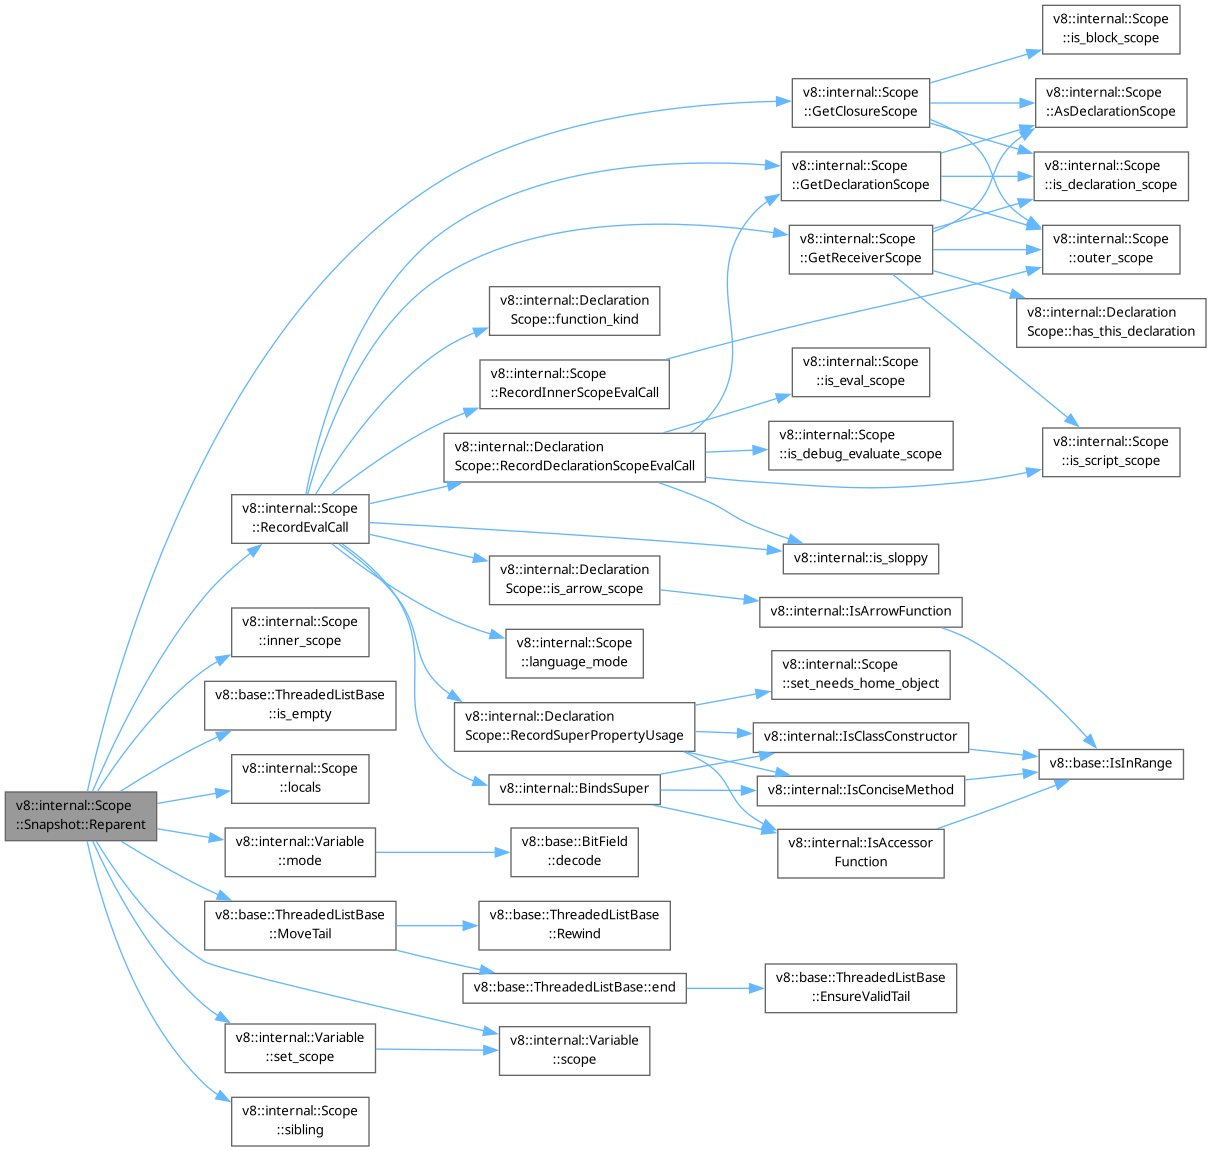 v8::internal::Scope
::Snapshot::Reparent
v8::internal::Scope
::GetClosureScope
v8::internal::Scope
::is_block_scope
v8::internal::Scope
::AsDeclarationScope
v8::internal::Scope
::is_declaration_scope
v8::internal::Scope
::outer_scope
v8::internal::Scope
::RecordEvalCall
v8::internal::Scope
::GetDeclarationScope
v8::internal::Scope
::GetReceiverScope
v8::internal::Declaration
Scope::has_this_declaration
v8::internal::Scope
::is_script_scope
v8::internal::Declaration
Scope::function_kind
v8::internal::Scope
::RecordInnerScopeEvalCall
v8::internal::Declaration
Scope::RecordDeclarationScopeEvalCall
v8::internal::Scope
::is_eval_scope
v8::internal::Scope
::is_debug_evaluate_scope
v8::internal::is_sloppy
v8::internal::Declaration
Scope::is_arrow_scope
v8::internal::IsArrowFunction
v8::base::IsInRange
v8::internal::Scope
::language_mode
v8::internal::Declaration
Scope::RecordSuperPropertyUsage
v8::internal::Scope
::set_needs_home_object
v8::internal::IsClassConstructor
v8::internal::IsConciseMethod
v8::internal::IsAccessor
Function
v8::internal::BindsSuper
v8::internal::Scope
::inner_scope
v8::base::ThreadedListBase
::is_empty
v8::internal::Scope
::locals
v8::internal::Variable
::mode
v8::base::BitField
::decode
v8::base::ThreadedListBase
::MoveTail
v8::base::ThreadedListBase
::Rewind
v8::base::ThreadedListBase::end
v8::base::ThreadedListBase
::EnsureValidTail
v8::internal::Variable
::set_scope
v8::internal::Variable
::scope
v8::internal::Scope
::sibling